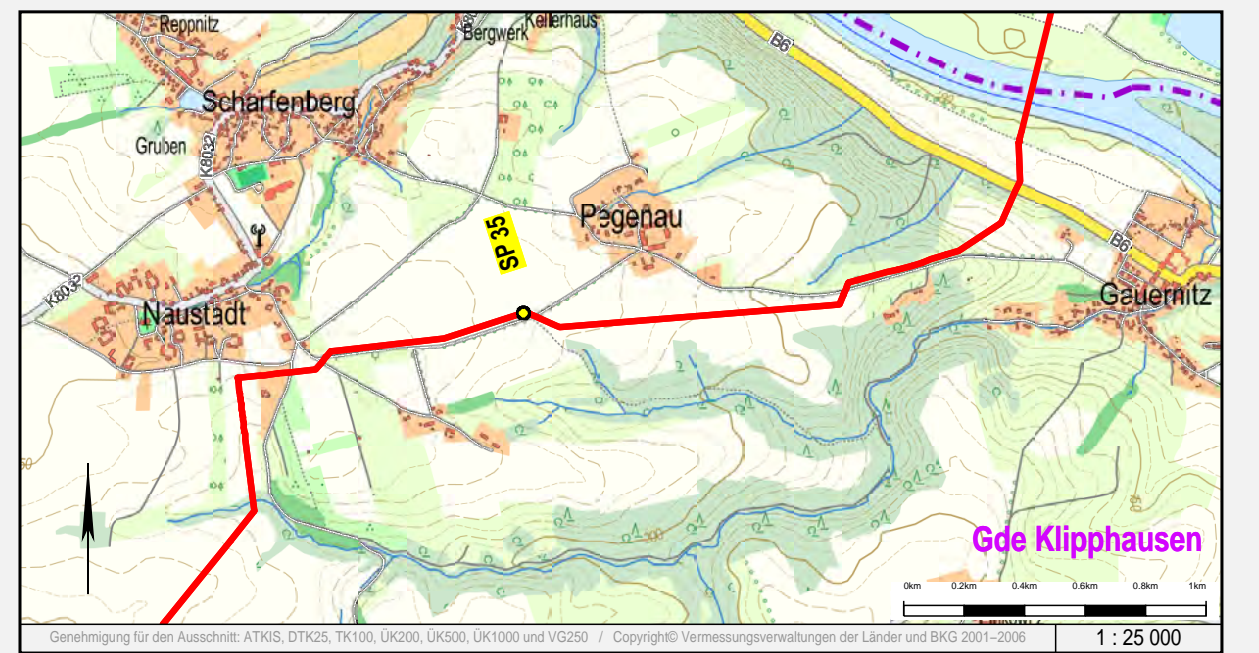 Reppnitz
Kellerhaus
Bergwerk
B6
Scharfenberg
Gruben
K8032
Pegenau
SP 35
B6
K8032
Naustadt
Gauernitz
Gde Klipphausen
0km 0.2km 0.4km 0.6km 0.8km 1km
Genehmigung für den Ausschnitt: ATKIS, DTK25, TK100, ÜK200, ÜK500, ÜK1000 und VG250 / Copyright© Vermessungsverwaltungen der Länder und BKG 2001–2006
1 : 25 000